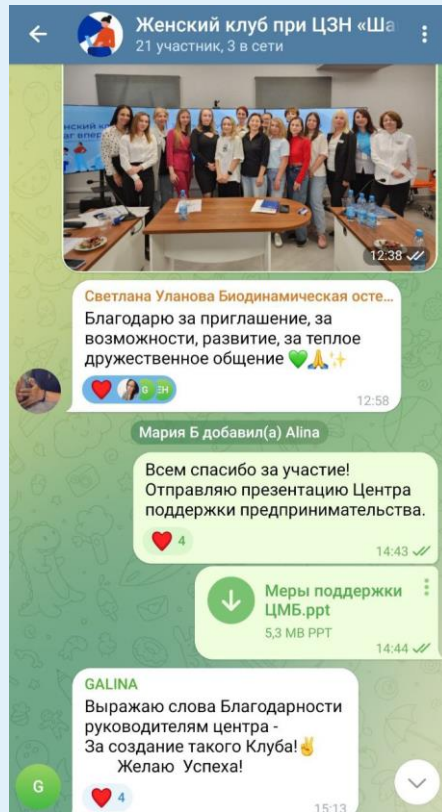 Женский клуб при ЦЗН «Ша
21 участник, 3 в сети
12:38
Светлана Уланова Биодинамическая осте...
Благодарю за приглашение, за
возможности, развитие, за теплое
дружественное общение 💚🙏✨
❤️ G EH
12:58
Мария Б добавил(а) Alina
Всем спасибо за участие!
Отправляю презентацию Центра
поддержки предпринимательства.
❤️ 4
14:43
Меры поддержки
ЦМБ.ppt
5,3 MB PPT
14:44
GALINA
Выражаю слова Благодарности
руководителям центра -
За создание такого Клуба!✌️
Желаю Успеха!
G
❤️ 4
15:13